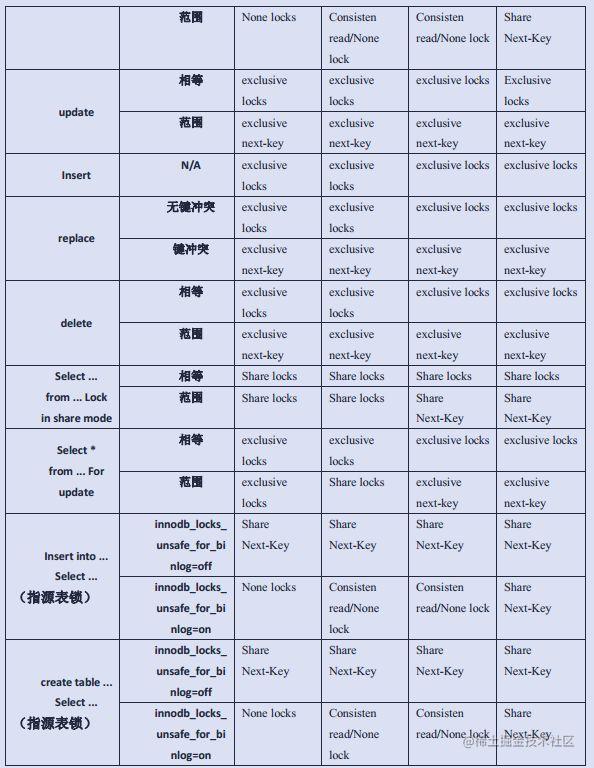 范围 None locks Consisten read/None lock Consisten read/None lock Share Next-Key
update 相等 exclusive locks exclusive locks exclusive locks Exclusive locks
范围 exclusive next-key exclusive next-key exclusive next-key exclusive next-key
Insert N/A exclusive locks exclusive locks exclusive locks exclusive locks
replace 无键冲突 exclusive locks exclusive locks exclusive locks exclusive locks
键冲突 exclusive next-key exclusive next-key exclusive next-key exclusive next-key
delete 相等 exclusive locks exclusive locks exclusive locks exclusive locks
范围 exclusive next-key exclusive next-key exclusive next-key exclusive next-key
Select ... from ... Lock in share mode 相等 Share locks Share locks Share locks Share locks
范围 Share locks Share locks Share Next-Key Share Next-Key
Select * from ... For update 相等 exclusive locks exclusive locks exclusive locks exclusive locks
范围 exclusive locks Share locks exclusive next-key exclusive next-key
Insert into ... Select ... （指源表锁） innodb_locks_unsafe_for_binlog=off Share Next-Key Share Next-Key Share Next-Key Share Next-Key
innodb_locks_unsafe_for_binlog=on None locks Consisten read/None lock Consisten read/None lock Share Next-Key
create table ... Select ... （指源表锁） innodb_locks_unsafe_for_binlog=off Share Next-Key Share Next-Key Share Next-Key Share Next-Key
innodb_locks_unsafe_for_binlog=on None locks Consisten read/None lock Consisten read/None lock Share Next-Key
@稀土掘金技术社区